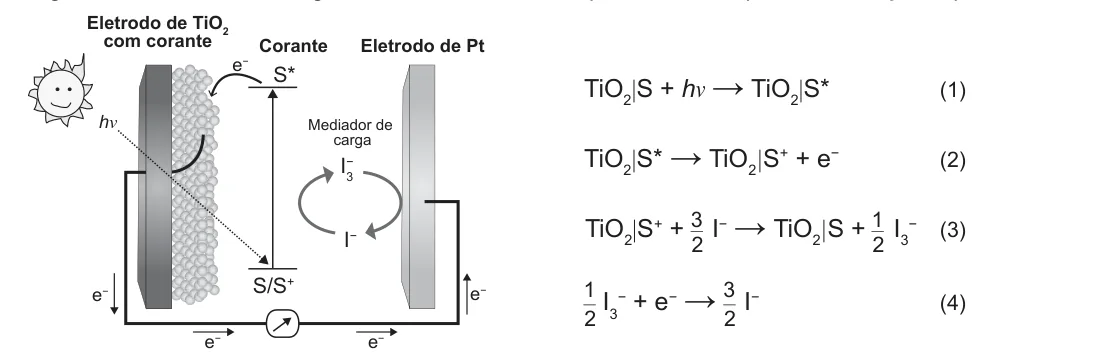 Eletrodo de TiO₂
com corante
Corante
Eletrodo de Pt
e⁻
S*
hν
Mediador de
carga
I₃⁻
I⁻
S/S⁺
e⁻
e⁻
e⁻
e⁻
TiO₂|S + hν → TiO₂|S* (1)
TiO₂|S* → TiO₂|S⁺ + e⁻ (2)
TiO₂|S⁺ + 3/2 I⁻ → TiO₂|S + 1/2 I₃⁻ (3)
1/2 I₃⁻ + e⁻ → 3/2 I⁻ (4)